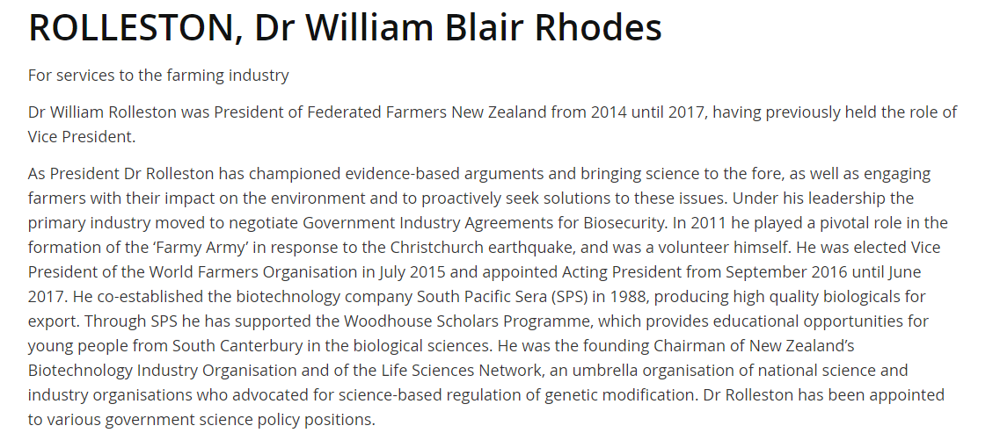 ROLLESTON, Dr William Blair Rhodes
For services to the farming industry
Dr William Rolleston was President of Federated Farmers New Zealand from 2014 until 2017, having previously held the role of
Vice President.
As President Dr Rolleston has championed evidence-based arguments and bringing science to the fore, as well as engaging
farmers with their impact on the environment and to proactively seek solutions to these issues. Under his leadership the
primary industry moved to negotiate Government Industry Agreements for Biosecurity. In 2011 he played a pivotal role in the
formation of the ‘Farmy Army’ in response to the Christchurch earthquake, and was a volunteer himself. He was elected Vice
President of the World Farmers Organisation in July 2015 and appointed Acting President from September 2016 until June
2017. He co-established the biotechnology company South Pacific Sera (SPS) in 1988, producing high quality biologicals for
export. Through SPS he has supported the Woodhouse Scholars Programme, which provides educational opportunities for
young people from South Canterbury in the biological sciences. He was the founding Chairman of New Zealand’s
Biotechnology Industry Organisation and of the Life Sciences Network, an umbrella organisation of national science and
industry organisations who advocated for science-based regulation of genetic modification. Dr Rolleston has been appointed
to various government science policy positions.